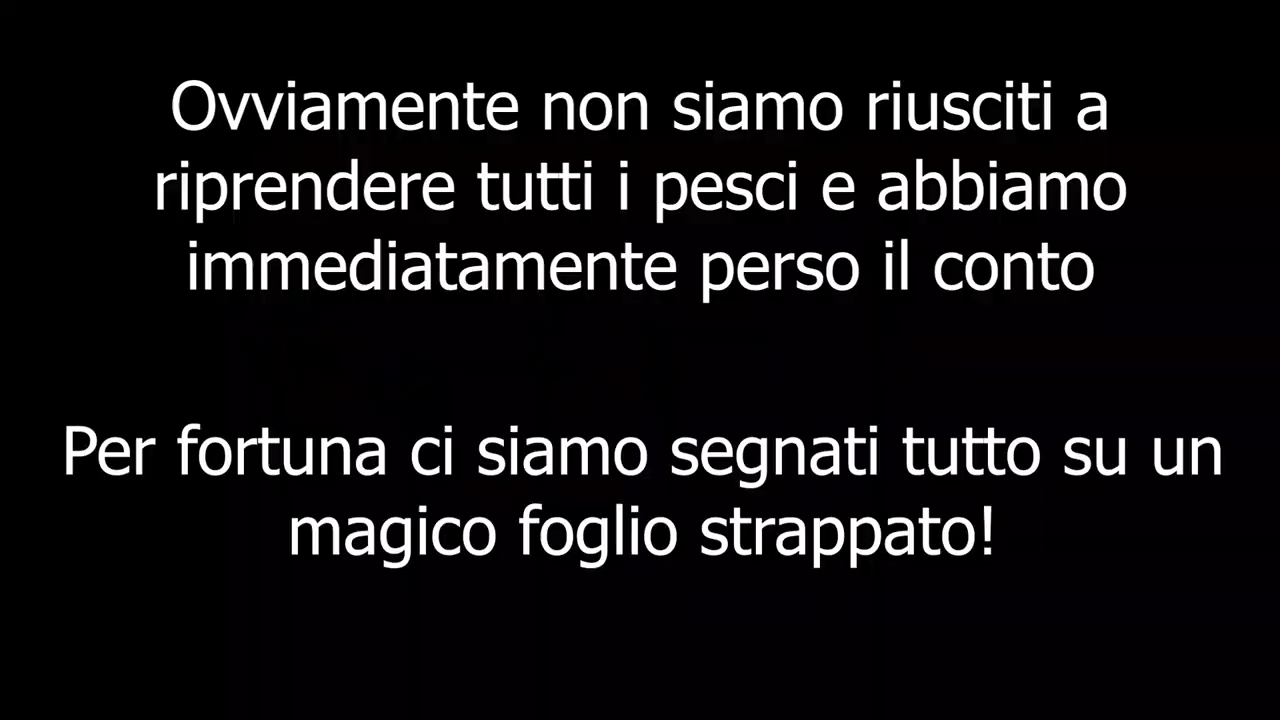 Ovviamente non siamo riusciti a
riprendere tutti i pesci e abbiamo
immediatamente perso il conto
Per fortuna ci siamo segnati tutto su un
magico foglio strappato!